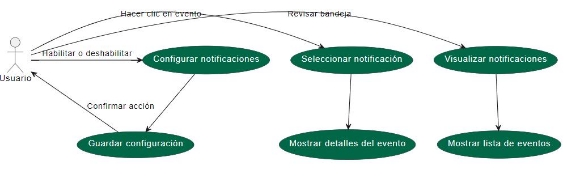 Hacer clic en evento
Revisar bandeja
Habilitar o deshabilitar
Configurar notificaciones
Seleccionar notificación
Visualizar notificaciones
Usuario
Confirmar acción
Guardar configuración
Mostrar detalles del evento
Mostrar lista de eventos